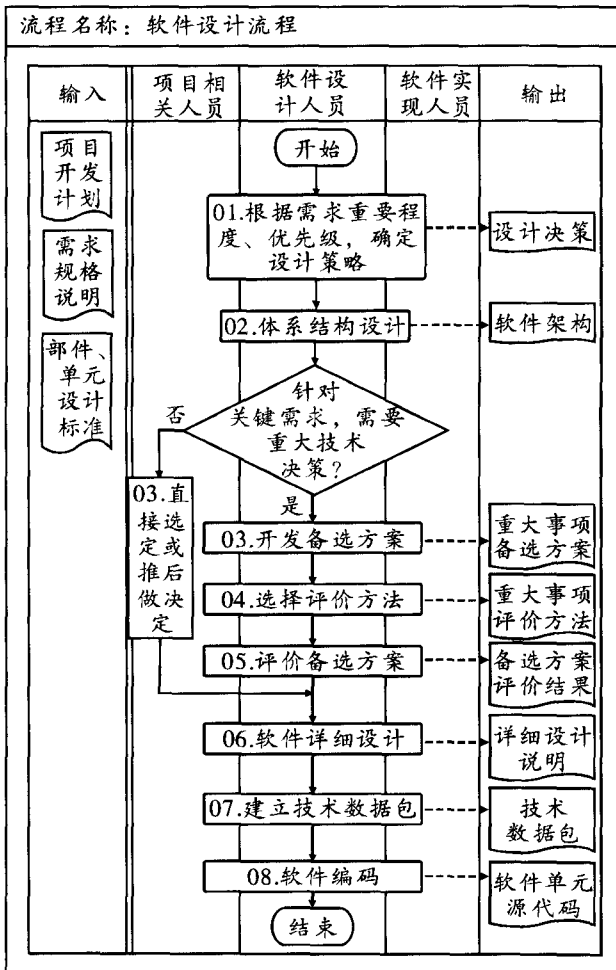 流程名称：软件设计流程
输入
项目相
关人员
软件设
计人员
软件实
现人员
输出
项目
开发
计划
需求
规格
说明
部件、
单元
设计
标准
开始
01.根据需求重要程
度、优先级，确定
设计策略
设计决策
02.体系结构设计
软件架构
针对
关键需求，需要
重大技术
决策？
否
是
03.直
接选
定或
推后
做决
定
03.开发备选方案
重大事项
备选方案
04.选择评价方法
重大事项
评价方法
05.评价备选方案
备选方案
评价结果
06.软件详细设计
详细设计
说明
07.建立技术数据包
技术
数据包
08.软件编码
软件单元
源代码
结束